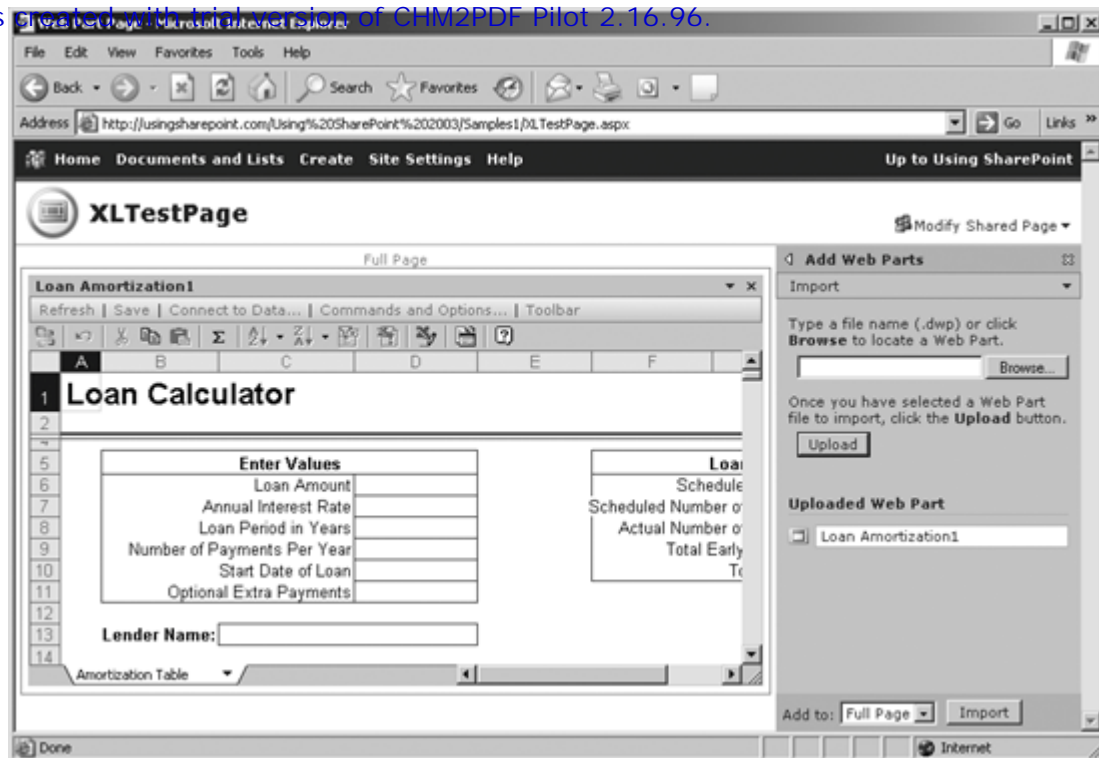 s created with trial version of CHM2PDF Pilot 2.16.96.
Web Part Page - Microsoft Internet Explorer
File Edit View Favorites Tools Help
Back Search Favorites
Address http://usingsharepoint.com/Using%20SharePoint%202003/Samples1/XLTestPage.aspx Go Links »
Home Documents and Lists Create Site Settings Help Up to Using SharePoint
XLTestPage
Modify Shared Page
Full Page
Loan Amortization1
Refresh | Save | Connect to Data... | Commands and Options... | Toolbar
A B C D E F
1 Loan Calculator
2
5 Enter Values Loa
6 Loan Amount Schedule
7 Annual Interest Rate Scheduled Number o
8 Loan Period in Years Actual Number o
9 Number of Payments Per Year Total Early
10 Start Date of Loan To
11 Optional Extra Payments
12
13 Lender Name:
14
Amortization Table
Add Web Parts
Import
Type a file name (.dwp) or click
Browse to locate a Web Part.
Browse...
Once you have selected a Web Part
file to import, click the Upload button.
Upload
Uploaded Web Part
Loan Amortization1
Add to: Full Page Import
Done Internet